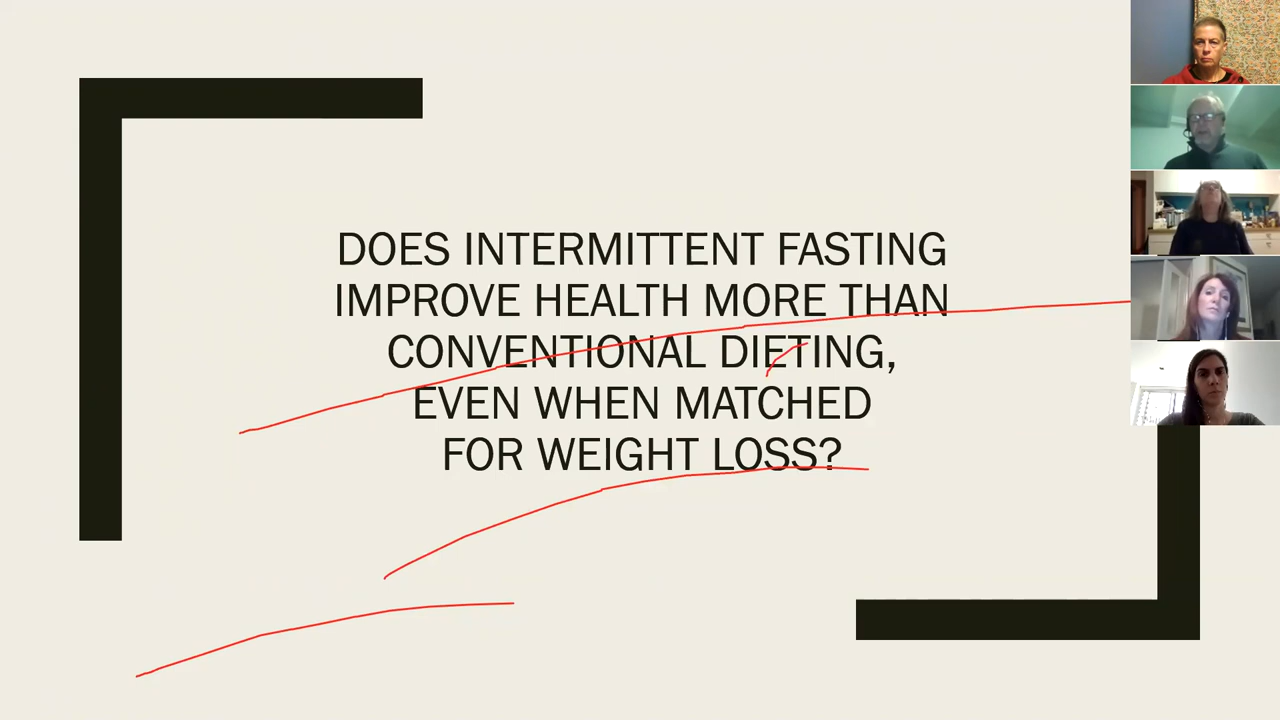 DOES INTERMITTENT FASTING
IMPROVE HEALTH MORE THAN
CONVENTIONAL DIETING,
EVEN WHEN MATCHED
FOR WEIGHT LOSS?